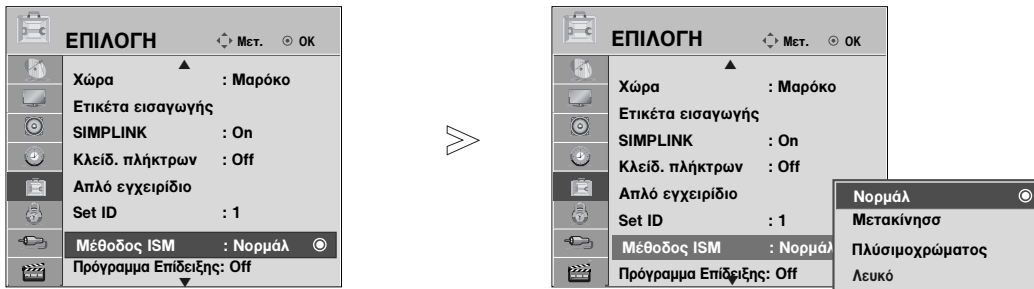 ΕΠΙΛΟΓΗ Μετ. OK
Χώρα : Μαρόκο
Ετικέτα εισαγωγής
SIMPLINK : On
Κλείδ. πλήκτρων : Off
Απλό εγχειρίδιο
Set ID : 1
Μέθοδος ISM : Νορμάλ
Πρόγραμμα Επίδειξης: Off
ΕΠΙΛΟΓΗ Μετ. OK
Χώρα : Μαρόκο
Ετικέτα εισαγωγής
SIMPLINK : On
Κλείδ. πλήκτρων : Off
Απλό εγχειρίδιο
Set ID : 1
Μέθοδος ISM : Νορμάλ
Πρόγραμμα Επίδειξης: Off
Νορμάλ
Μετακίνησσ
Πλύσιμοχρώματος
Λευκό